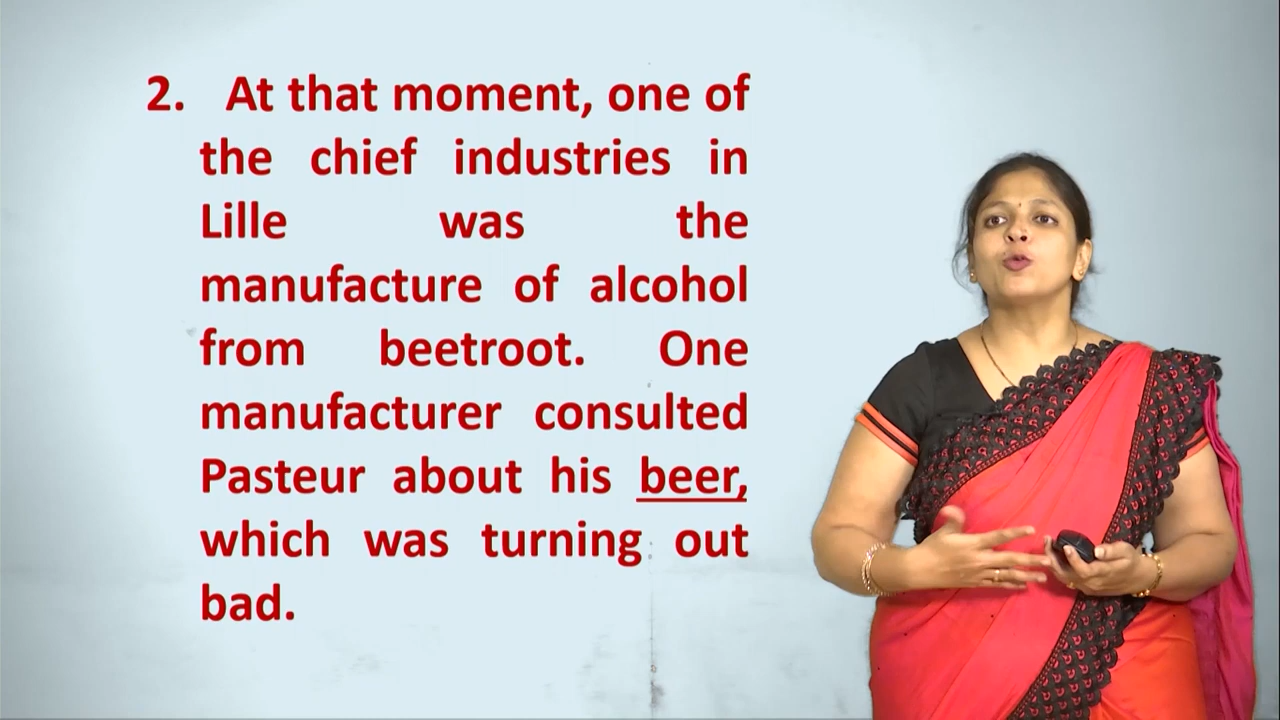 2. At that moment, one of
the chief industries in
Lille was the
manufacture of alcohol
from beetroot. One
manufacturer consulted
Pasteur about his beer,
which was turning out
bad.